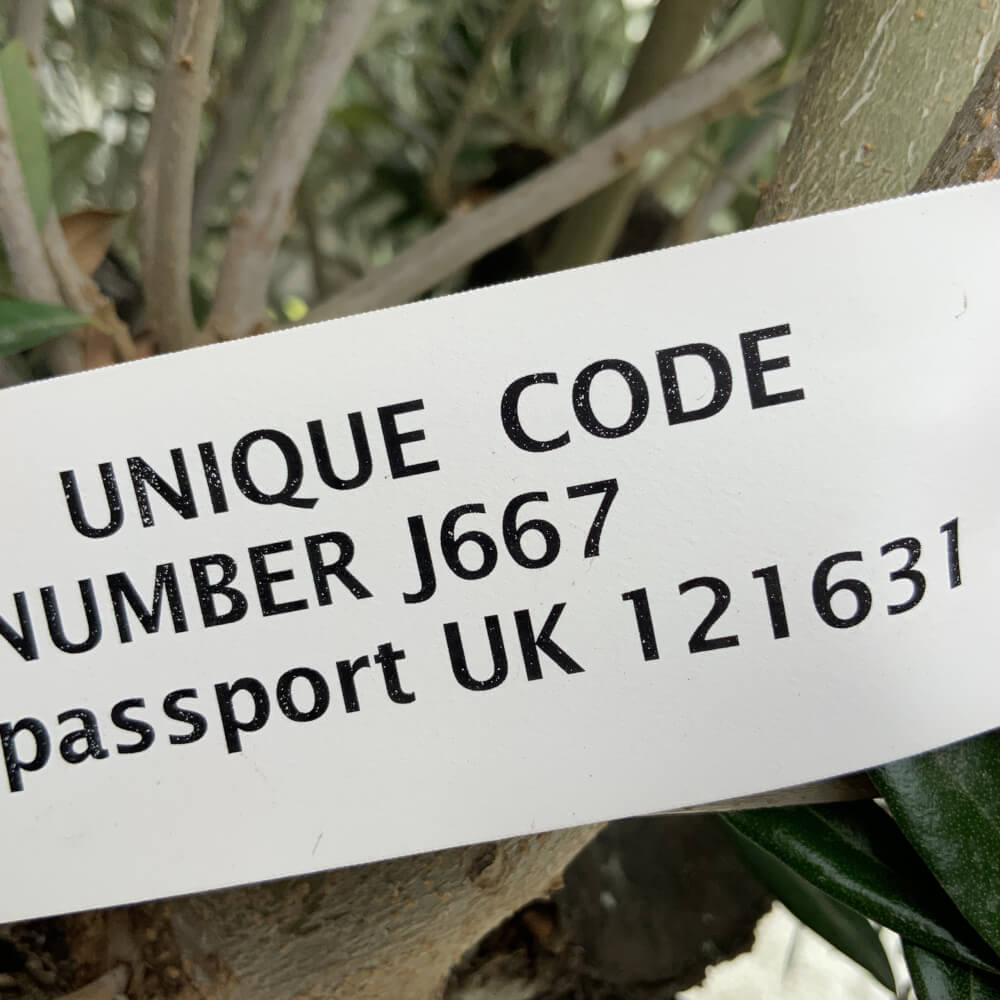 UNIQUE CODE
NUMBER J667
passport UK 121631